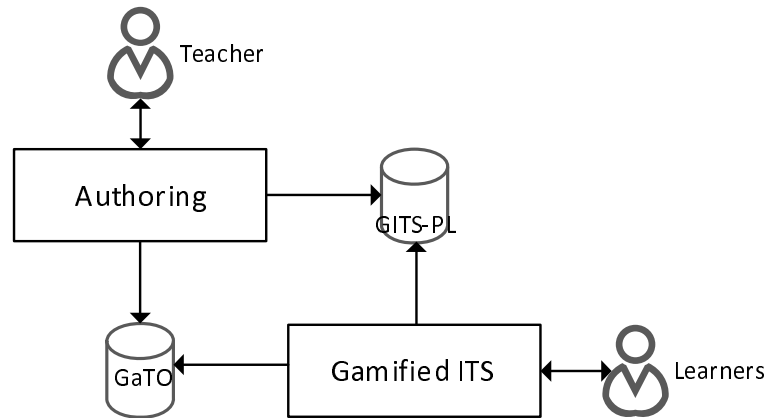 Teacher
Authoring
GITS-PL
GaTO
Gamified ITS
Learners